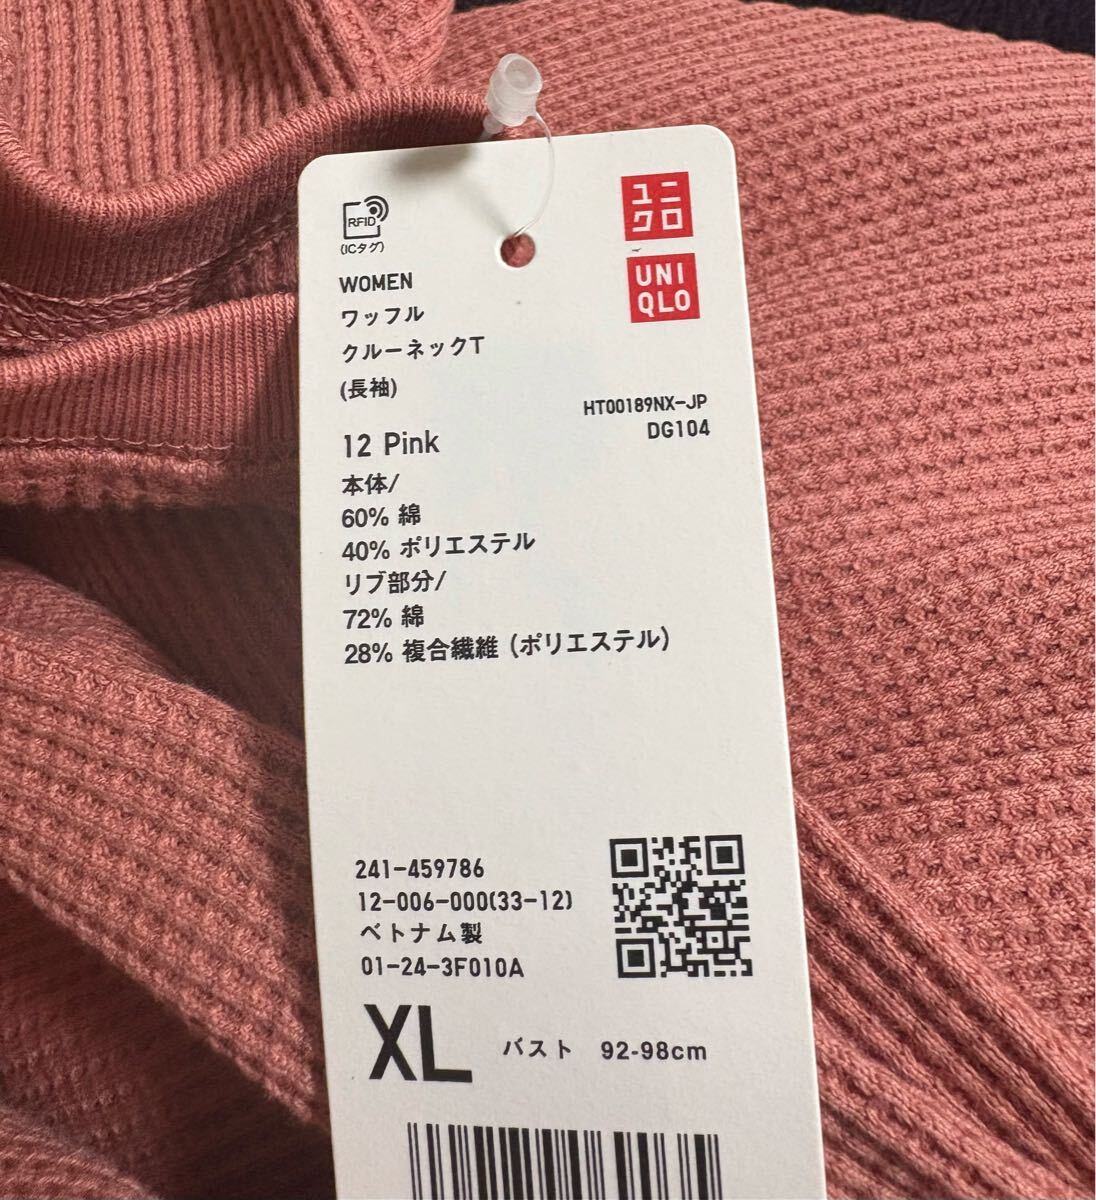 RFID
(ICタグ)
ユニ
クロ
UNI
QLO
WOMEN
ワッフル
クルーネックT
(長袖)
HT00189NX-JP
DG104
12 Pink
本体/
60% 綿
40% ポリエステル
リブ部分/
72% 綿
28% 複合繊維 (ポリエステル)
241-459786
12-006-000(33-12)
ベトナム製
01-24-3F010A
XL バスト 92-98cm